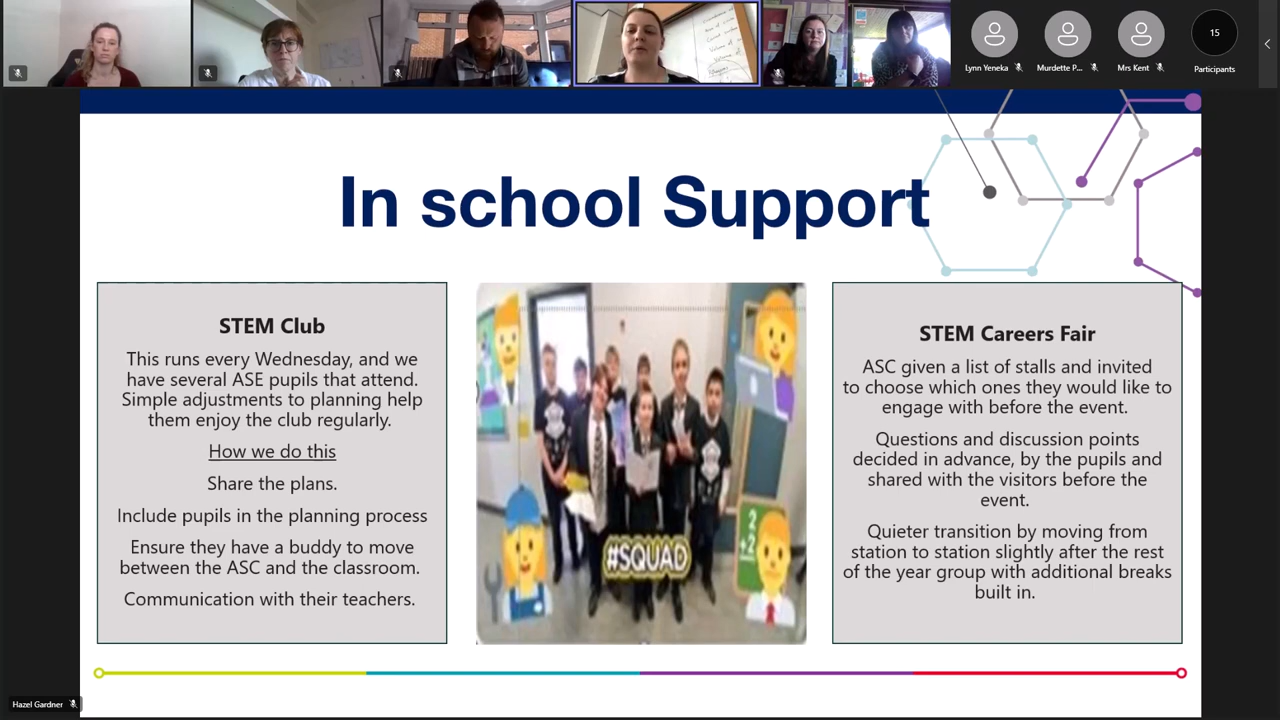 Lynn Yeneka
Murdette P...
Mrs Kent
15
Participants
In school Support
STEM Club
This runs every Wednesday, and we
have several ASE pupils that attend.
Simple adjustments to planning help
them enjoy the club regularly.
How we do this
Share the plans.
Include pupils in the planning process
Ensure they have a buddy to move
between the ASC and the classroom.
Communication with their teachers.
#SQUAD
2
+2
STEM Careers Fair
ASC given a list of stalls and invited
to choose which ones they would like to
engage with before the event.
Questions and discussion points
decided in advance, by the pupils and
shared with the visitors before the
event.
Quieter transition by moving from
station to station slightly after the rest
of the year group with additional breaks
built in.
Hazel Gardner